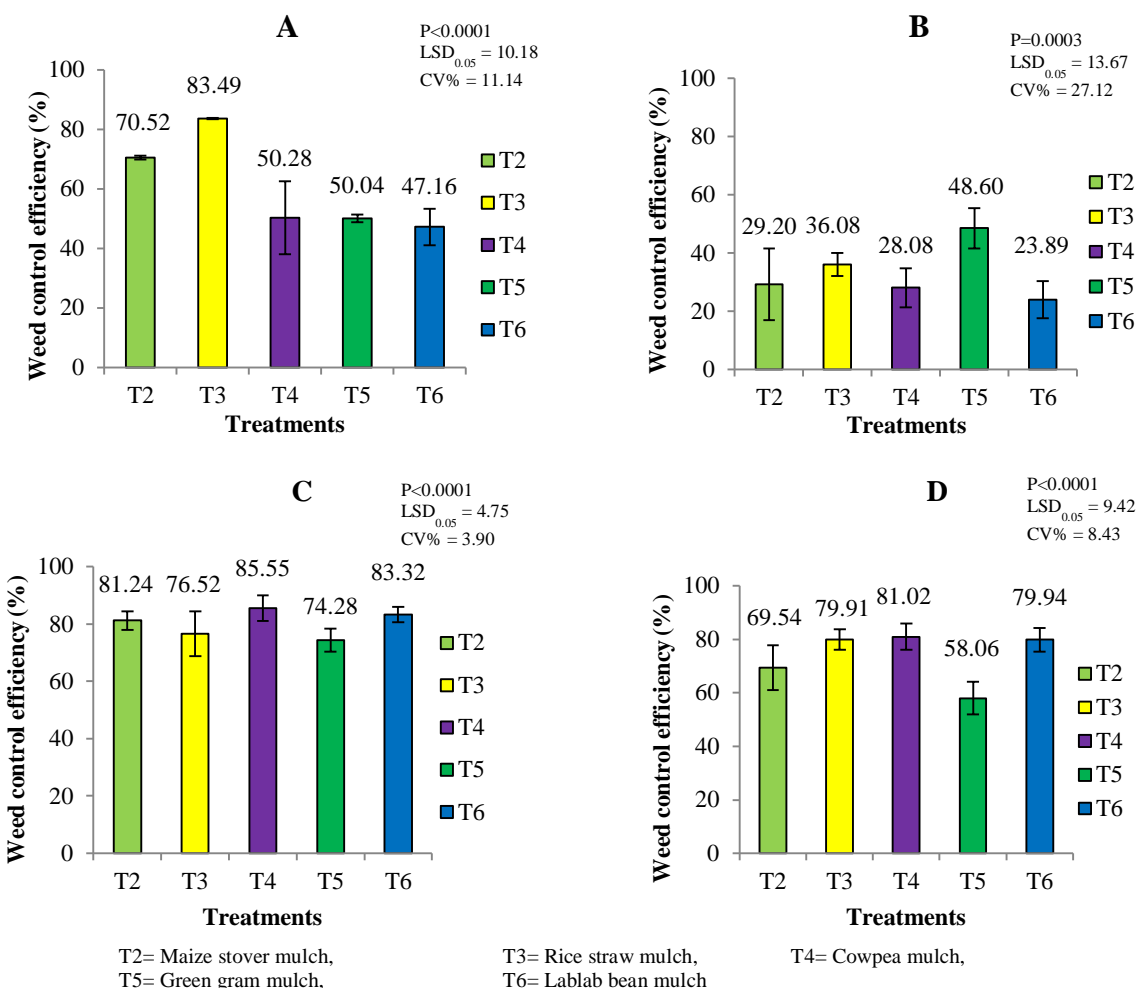 A
P<0.0001
LSD0.05 = 10.18
CV% = 11.14
Weed control efficiency (%)
100
80
60
40
20
0
70.52
83.49
50.28
50.04
47.16
T2
T3
T4
T5
T6
T2 T3 T4 T5 T6
Treatments
B
P=0.0003
LSD0.05 = 13.67
CV% = 27.12
Weed control efficiency (%)
100
80
60
40
20
0
29.20
36.08
28.08
48.60
23.89
T2
T3
T4
T5
T6
T2 T3 T4 T5 T6
Treatments
C
P<0.0001
LSD0.05 = 4.75
CV% = 3.90
Weed control efficiency (%)
100
80
60
40
20
0
81.24
76.52
85.55
74.28
83.32
T2
T3
T4
T5
T6
T2 T3 T4 T5 T6
Treatments
D
P<0.0001
LSD0.05 = 9.42
CV% = 8.43
Weed control efficiency (%)
100
80
60
40
20
0
69.54
79.91
81.02
58.06
79.94
T2
T3
T4
T5
T6
T2 T3 T4 T5 T6
Treatments
T2= Maize stover mulch, T3= Rice straw mulch, T4= Cowpea mulch,
T5= Green gram mulch, T6= Lablab bean mulch